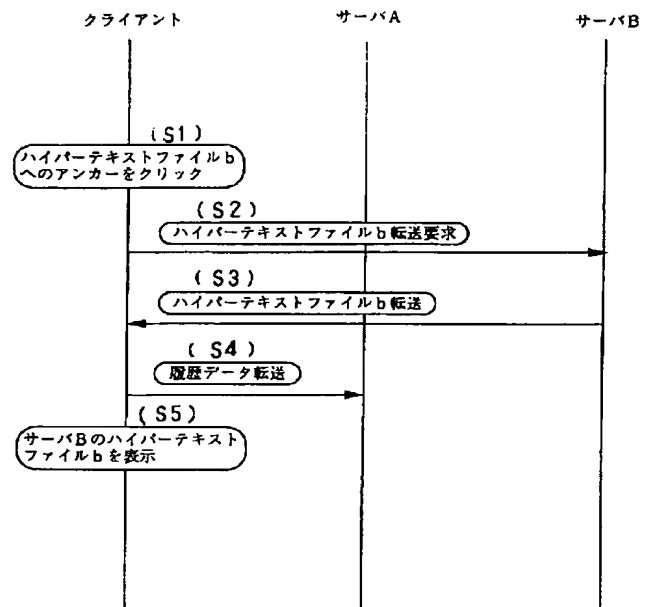 クライアント サーバA サーバB
(S1)
ハイパーテキストファイルb
へのアンカーをクリック
(S2)
ハイパーテキストファイルb転送要求
(S3)
ハイパーテキストファイルb転送
(S4)
履歴データ転送
(S5)
サーバBのハイパーテキスト
ファイルbを表示